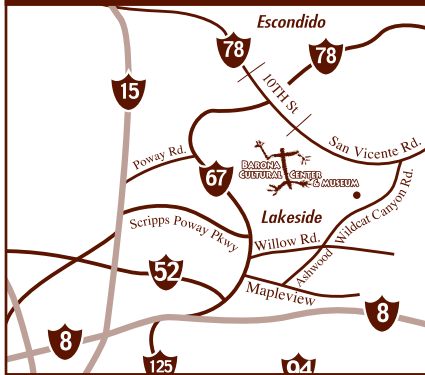 Escondido
78
78
10TH St
15
San Vicente Rd.
Poway Rd.
BARONA
CULTURAL CENTER
& MUSEUM
67
Wildcat Canyon Rd.
Lakeside
Scripps Poway Pkwy
Willow Rd.
Ashwood
52
Mapleview
8
8
125
94